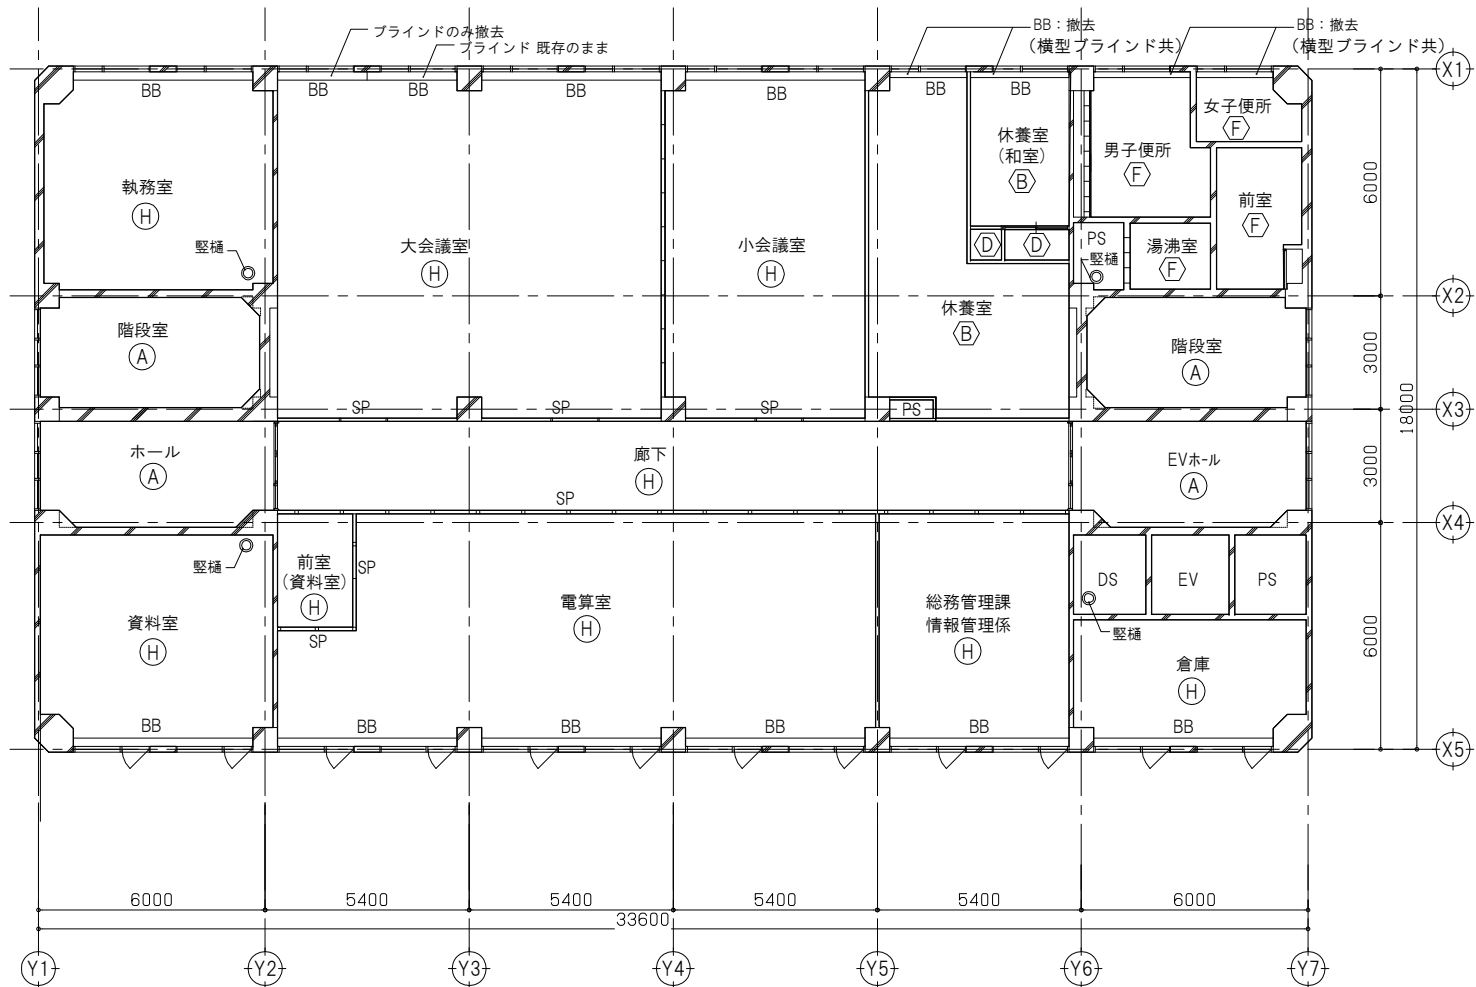 ブラインドのみ撤去
ブラインド 既存のまま
BB：撤去
（横型ブラインド共）
BB：撤去
（横型ブラインド共）
X1
BB
BB
BB
BB
BB
BB
BB
女子便所
F
休養室
（和室）
B
男子便所
F
執務室
H
前室
F
6000
竪樋
大会議室
H
小会議室
H
D
D
PS
竪樋
湯沸室
F
X2
休養室
B
階段室
A
階段室
A
3000
SP
SP
SP
PS
X3
18000
ホール
A
廊下
H
EVホール
A
3000
SP
X4
竪樋
前室
（資料室）
H
SP
SP
電算室
H
総務管理課
情報管理係
H
DS
EV
PS
竪樋
資料室
H
倉庫
H
6000
BB
BB
BB
BB
BB
BB
X5
6000
5400
5400
5400
5400
6000
33600
Y1
Y2
Y3
Y4
Y5
Y6
Y7